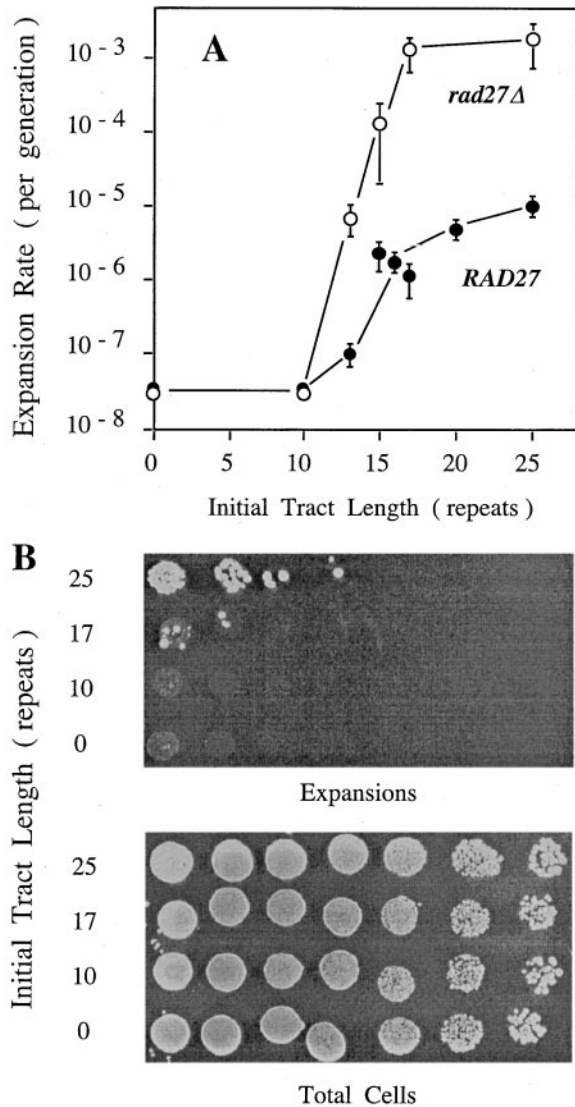 A
Expansion Rate ( per generation)
10-3
10-4
10-5
10-6
10-7
10-8
rad27Δ
RAD27
0 5 10 15 20 25
Initial Tract Length ( repeats )
B
Initial Tract Length ( repeats)
25
17
10
0
Expansions
25
17
10
0
Total Cells